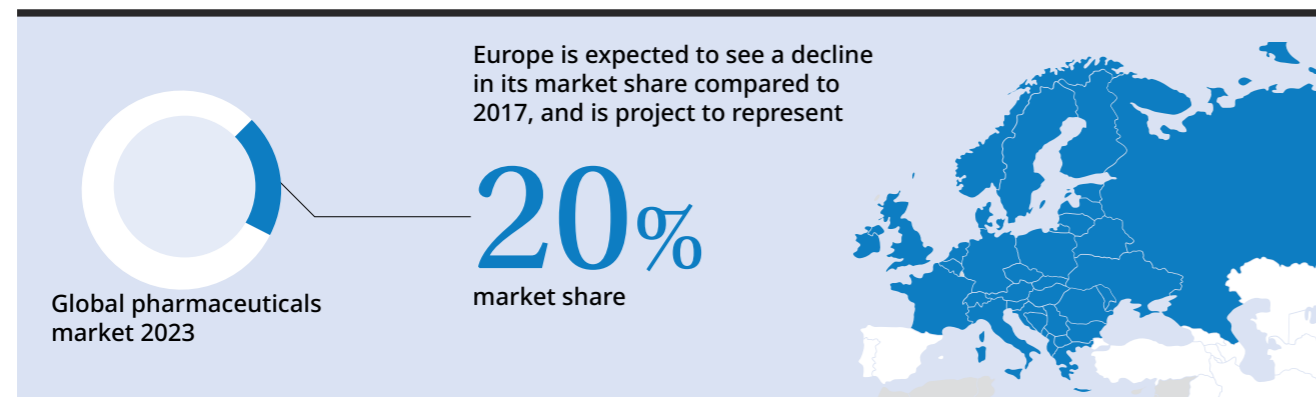 Europe is expected to see a decline
in its market share compared to
2017, and is project to represent
20%
market share
Global pharmaceuticals
market 2023